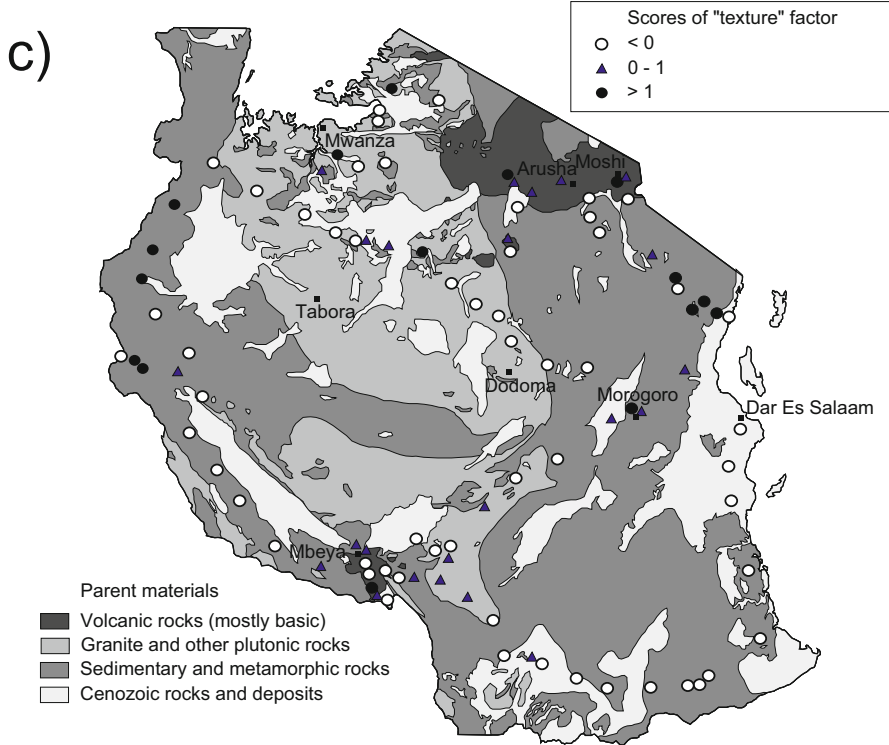 c)
Scores of "texture" factor
< 0
0 - 1
> 1
Mwanza
Arusha
Moshi
Tabora
Dodoma
Morogoro
Dar Es Salaam
Mbeya
Parent materials
Volcanic rocks (mostly basic)
Granite and other plutonic rocks
Sedimentary and metamorphic rocks
Cenozoic rocks and deposits